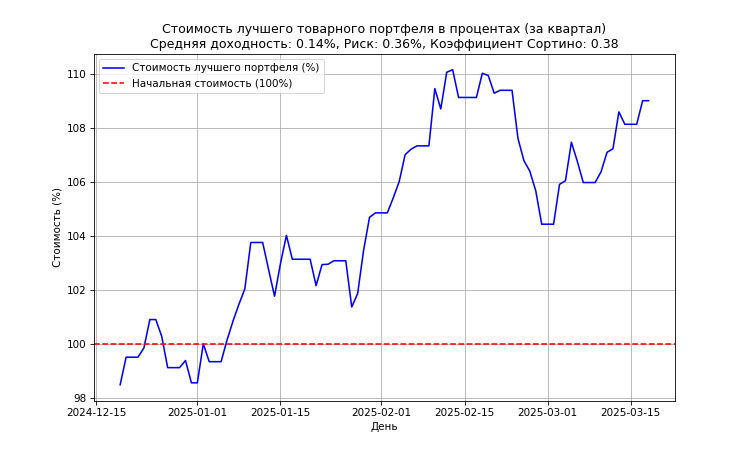 Стоимость лучшего товарного портфеля в процентах (за квартал)
Средняя доходность: 0.14%, Риск: 0.36%, Коэффициент Сортино: 0.38
Стоимость лучшего портфеля (%)
Начальная стоимость (100%)
Стоимость (%)
110
108
106
104
102
100
98
2024-12-15
2025-01-01
2025-01-15
2025-02-01
2025-02-15
2025-03-01
2025-03-15
День